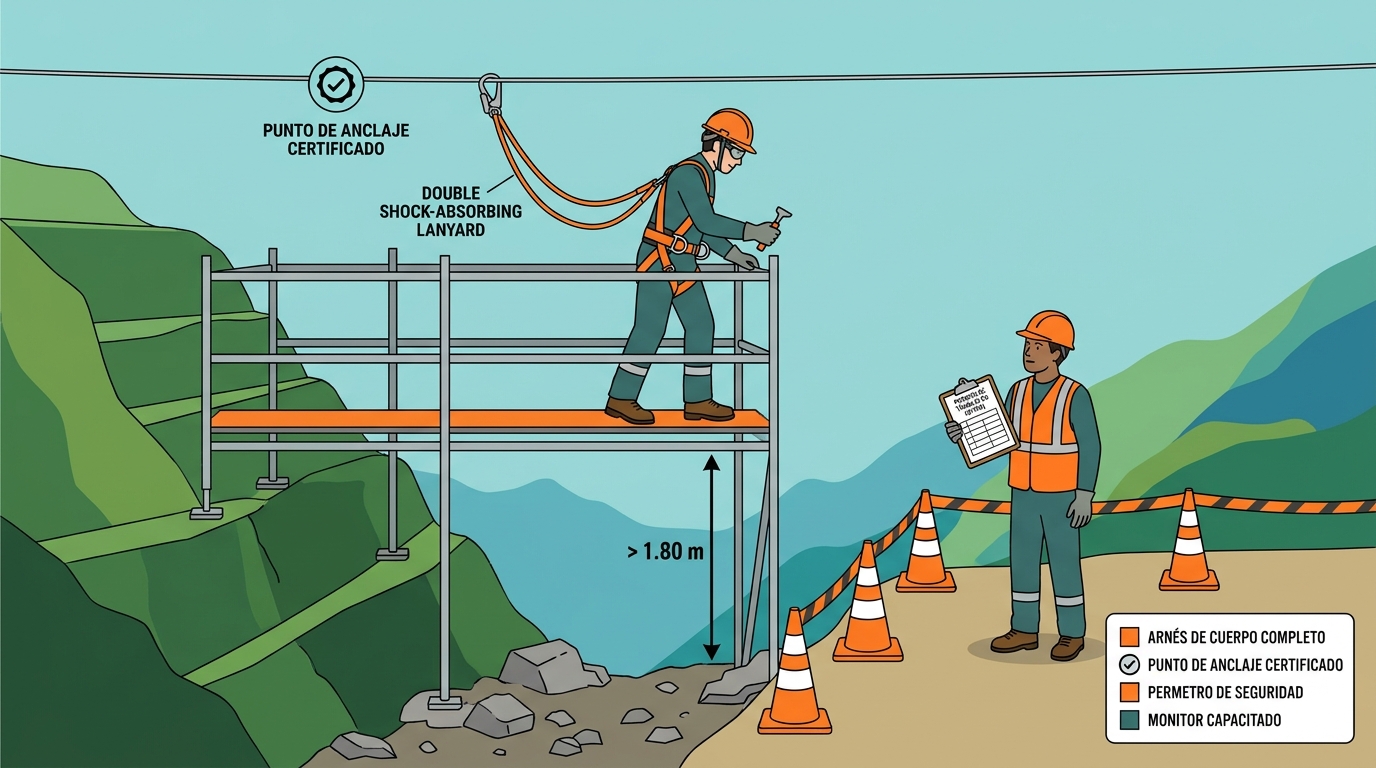 PUNTO DE ANCLAJE
CERTIFICADO
DOUBLE
SHOCK-ABSORBING
LANYARD
> 1.80 m
ARNÉS DE CUERPO COMPLETO
PUNTO DE ANCLAJE CERTIFICADO
PERMETRO DE SEGURIDAD
MONITOR CAPACITADO